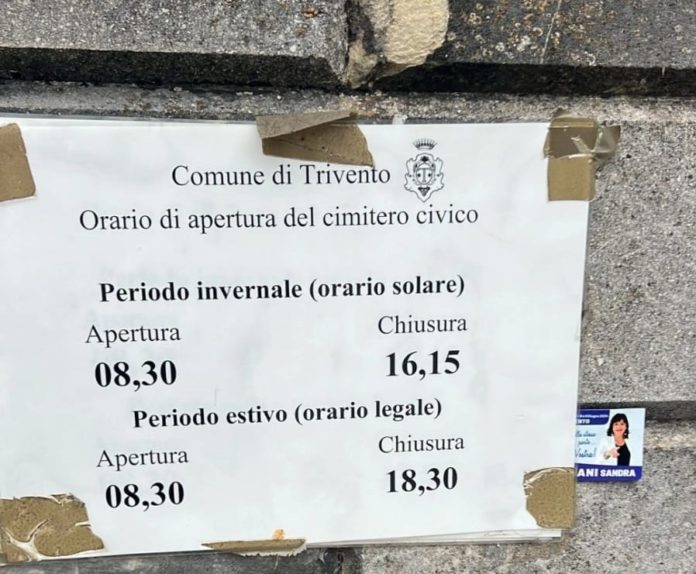 Comune di Trivento
Orario di apertura del cimitero civico
Periodo invernale (orario solare)
Apertura Chiusura
08,30 16,15
Periodo estivo (orario legale)
Apertura Chiusura
08,30 18,30
SANDRA